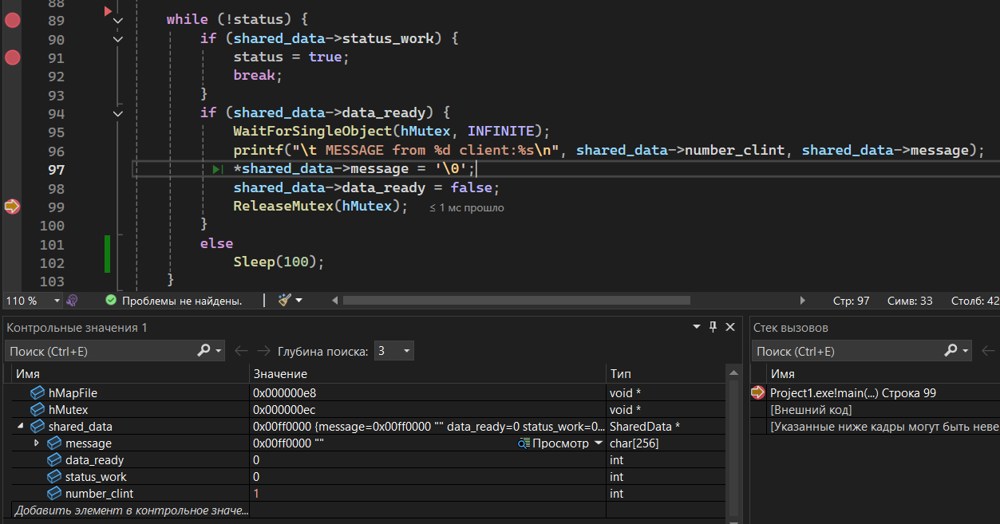 88
89 while (!status) {
90 if (shared_data->status_work) {
91 status = true;
92 break;
93 }
94 if (shared_data->data_ready) {
95 WaitForSingleObject(hMutex, INFINITE);
96 printf("\t MESSAGE from %d client:%s\n", shared_data->number_clint, shared_data->message);
97 *shared_data->message = '\0';
98 shared_data->data_ready = false;
99 ReleaseMutex(hMutex); ≤ 1 мс прошло
100 }
101 else
102 Sleep(100);
103 }
110 % Проблемы не найдены. Стр: 97 Симв: 33 Столб: 42
Контрольные значения 1
Поиск (Ctrl+E) Глубина поиска: 3
Имя Значение Тип
hMapFile 0x000000e8 void *
hMutex 0x000000ec void *
shared_data 0x00ff0000 {message=0x00ff0000 "" data_ready=0 status_work=0... SharedData *
message 0x00ff0000 "" Просмотр char[256]
data_ready 0 int
status_work 0 int
number_clint 1 int
Добавить элемент в контрольное значе...
Стек вызовов
Поиск (Ctrl+E)
Имя
Project1.exe!main(...) Строка 99
[Внешний код]
[Указанные ниже кадры могут быть неве